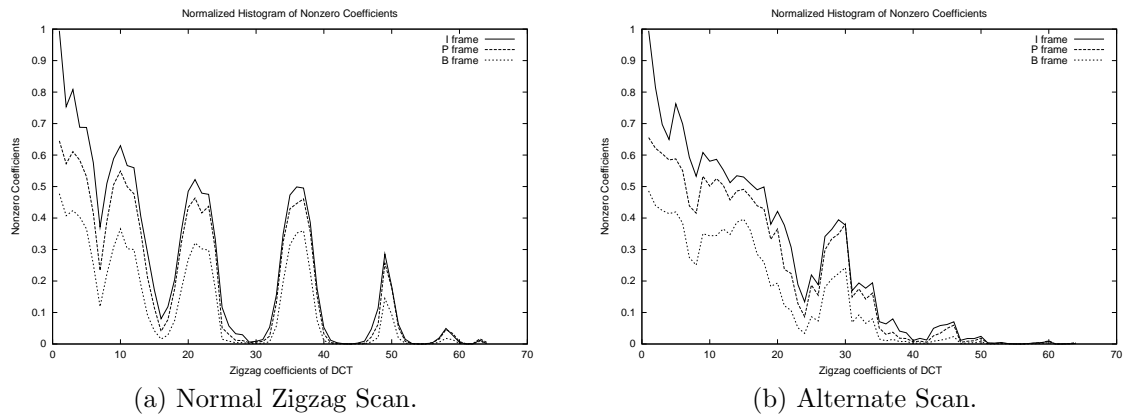 Normalized Histogram of Nonzero Coefficients
1
0.9
0.8
0.7
0.6
0.5
0.4
0.3
0.2
0.1
0
Nonzero Coefficients
I frame
P frame
B frame
0 10 20 30 40 50 60 70
Zigzag coefficients of DCT
(a) Normal Zigzag Scan.
Normalized Histogram of Nonzero Coefficients
1
0.9
0.8
0.7
0.6
0.5
0.4
0.3
0.2
0.1
0
Nonzero Coefficients
I frame
P frame
B frame
0 10 20 30 40 50 60 70
Zigzag coefficients of DCT
(b) Alternate Scan.